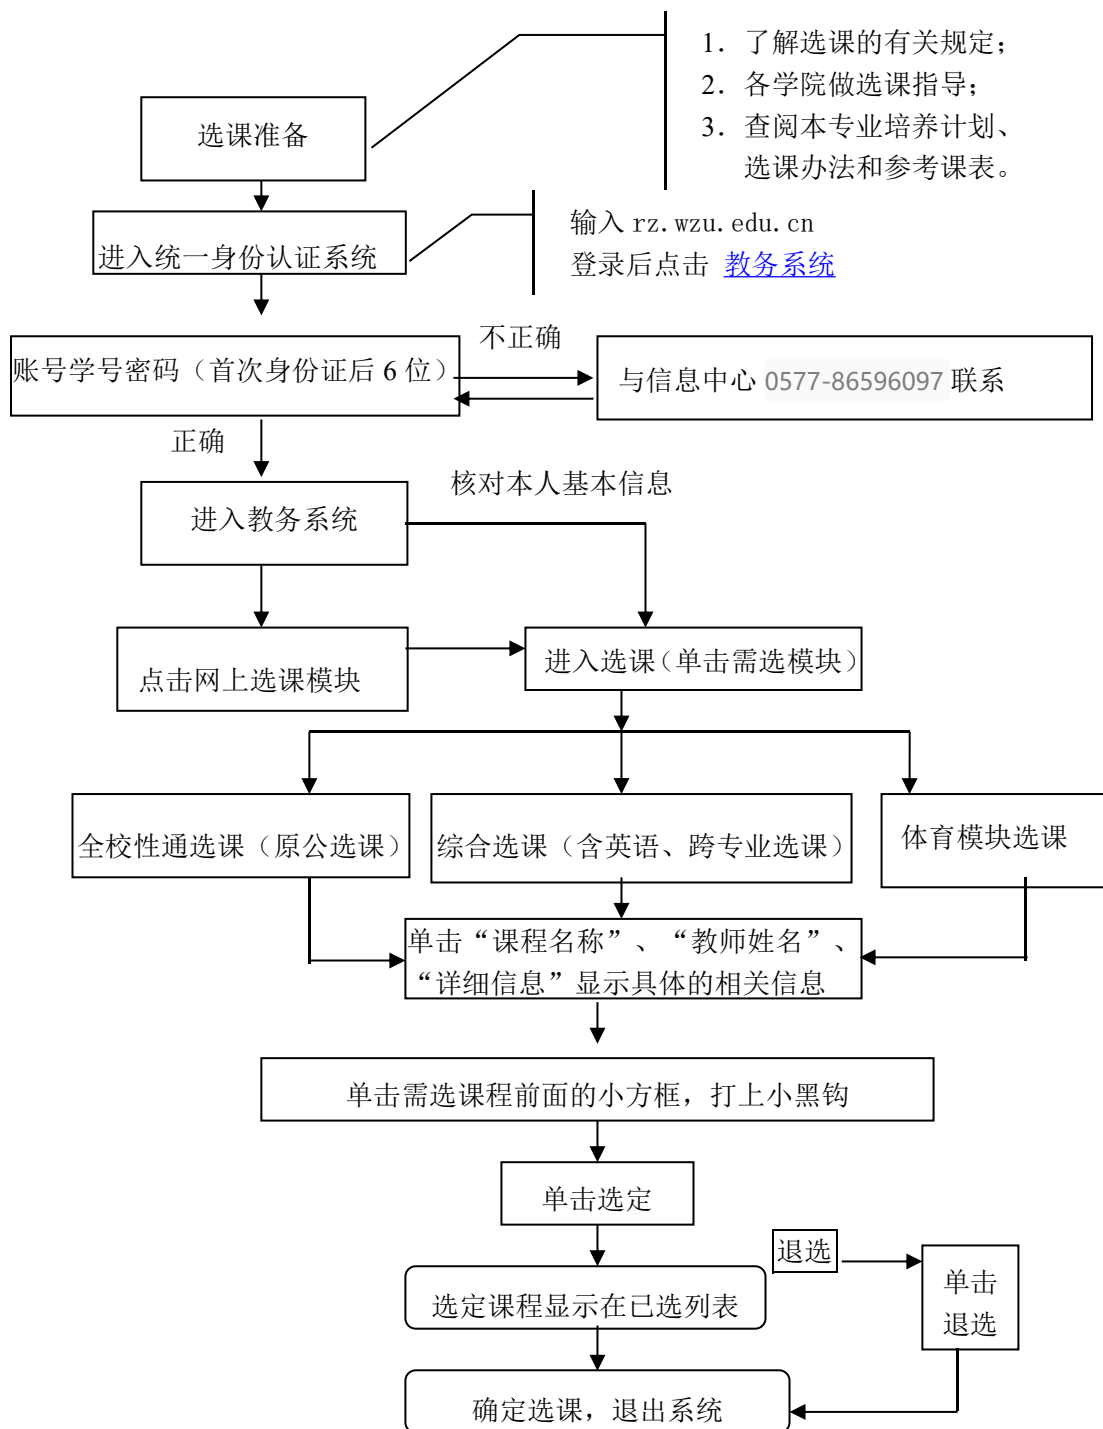 1. 了解选课的有关规定；
2. 各学院做选课指导；
3. 查阅本专业培养计划、
选课办法和参考课表。
选课准备
进入统一身份认证系统
输入 rz.wzu.edu.cn
登录后点击 教务系统
不正确
账号学号密码（首次身份证后 6 位）
与信息中心 0577-86596097 联系
正确
核对本人基本信息
进入教务系统
点击网上选课模块
进入选课（单击需选模块）
全校性通选课（原公选课）
综合选课（含英语、跨专业选课）
体育模块选课
单击“课程名称”、“教师姓名”、
“详细信息”显示具体的相关信息
单击需选课程前面的小方框，打上小黑钩
单击选定
退选
单击
退选
选定课程显示在已选列表
确定选课，退出系统